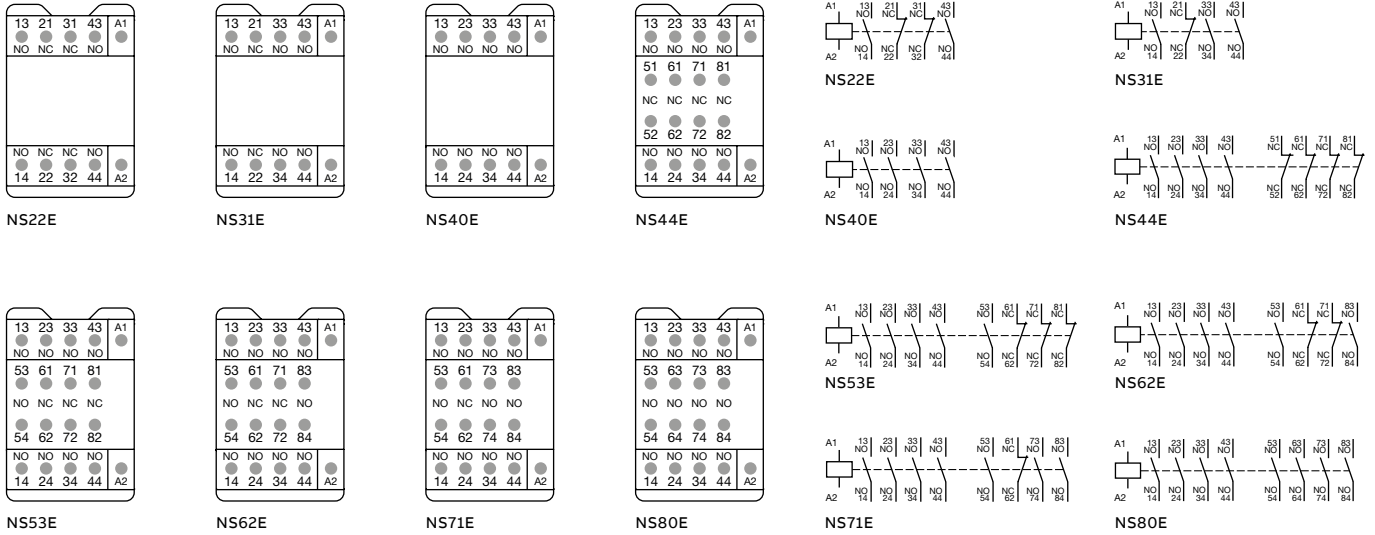 13 21 31 43 A1
NO NC NC NO
NO NC NC NO
14 22 32 44 A2
NS22E
13 21 33 43 A1
NO NC NO NO
NO NC NO NO
14 22 34 44 A2
NS31E
13 23 33 43 A1
NO NO NO NO
NO NO NO NO
14 24 34 44 A2
NS40E
13 23 33 43 A1
NO NO NO NO
51 61 71 81
NC NC NC NC
52 62 72 82
NO NO NO NO
14 24 34 44 A2
NS44E
A1 13 21 31 43
NO NC NC NO
NO NC NC NO
A2 14 22 32 44
NS22E
A1 13 21 33 43
NO NC NO NO
NO NC NO NO
A2 14 22 34 44
NS31E
A1 13 23 33 43
NO NO NO NO
NO NO NO NO
A2 14 24 34 44
NS40E
A1 13 23 33 43 51 61 71 81
NO NO NO NO NC NC NC NC
NO NO NO NO NC NC NC NC
A2 14 24 34 44 52 62 72 82
NS44E
13 23 33 43 A1
NO NO NO NO
53 61 71 81
NO NC NC NC
54 62 72 82
NO NO NO NO
14 24 34 44 A2
NS53E
13 23 33 43 A1
NO NO NO NO
53 61 71 83
NO NC NC NO
54 62 72 84
NO NO NO NO
14 24 34 44 A2
NS62E
13 23 33 43 A1
NO NO NO NO
53 61 73 83
NO NC NO NO
54 62 74 84
NO NO NO NO
14 24 34 44 A2
NS71E
13 23 33 43 A1
NO NO NO NO
53 63 73 83
NO NO NO NO
54 64 74 84
NO NO NO NO
14 24 34 44 A2
NS80E
A1 13 23 33 43 53 61 71 81
NO NO NO NO NO NC NC NC
NO NO NO NO NO NC NC NC
A2 14 24 34 44 54 62 72 82
NS53E
A1 13 23 33 43 53 61 71 83
NO NO NO NO NO NC NC NO
NO NO NO NO NO NC NC NO
A2 14 24 34 44 54 62 72 84
NS62E
A1 13 23 33 43 53 61 73 83
NO NO NO NO NO NC NO NO
NO NO NO NO NO NC NO NO
A2 14 24 34 44 54 62 74 84
NS71E
A1 13 23 33 43 53 63 73 83
NO NO NO NO NO NO NO NO
NO NO NO NO NO NO NO NO
A2 14 24 34 44 54 64 74 84
NS80E